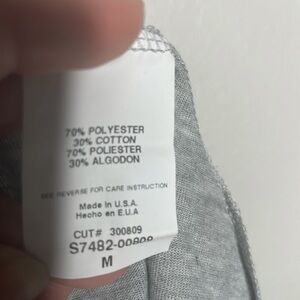 70% POLYESTER
30% COTTON
70% POLIESTER
30% ALGODON
SEE REVERSE FOR CARE INSTRUCTION
Made in U.S.A.
Hecho en E.U.A
CUT# 300809
M